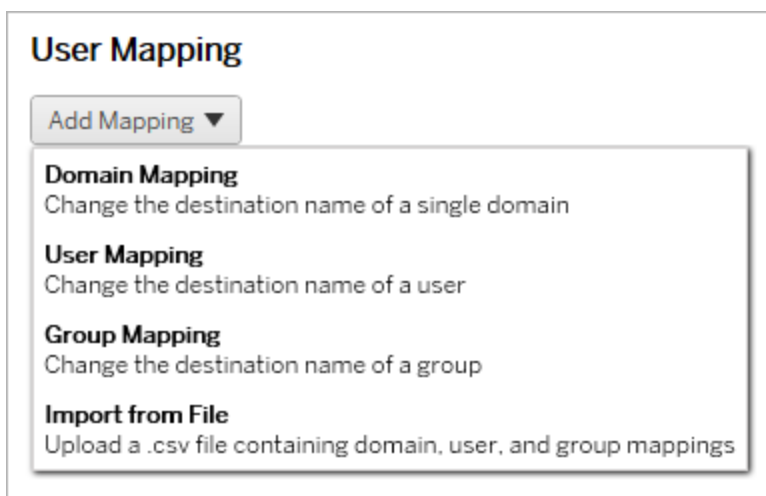 User Mapping
Add Mapping ▼
Domain Mapping
Change the destination name of a single domain
User Mapping
Change the destination name of a user
Group Mapping
Change the destination name of a group
Import from File
Upload a .csv file containing domain, user, and group mappings